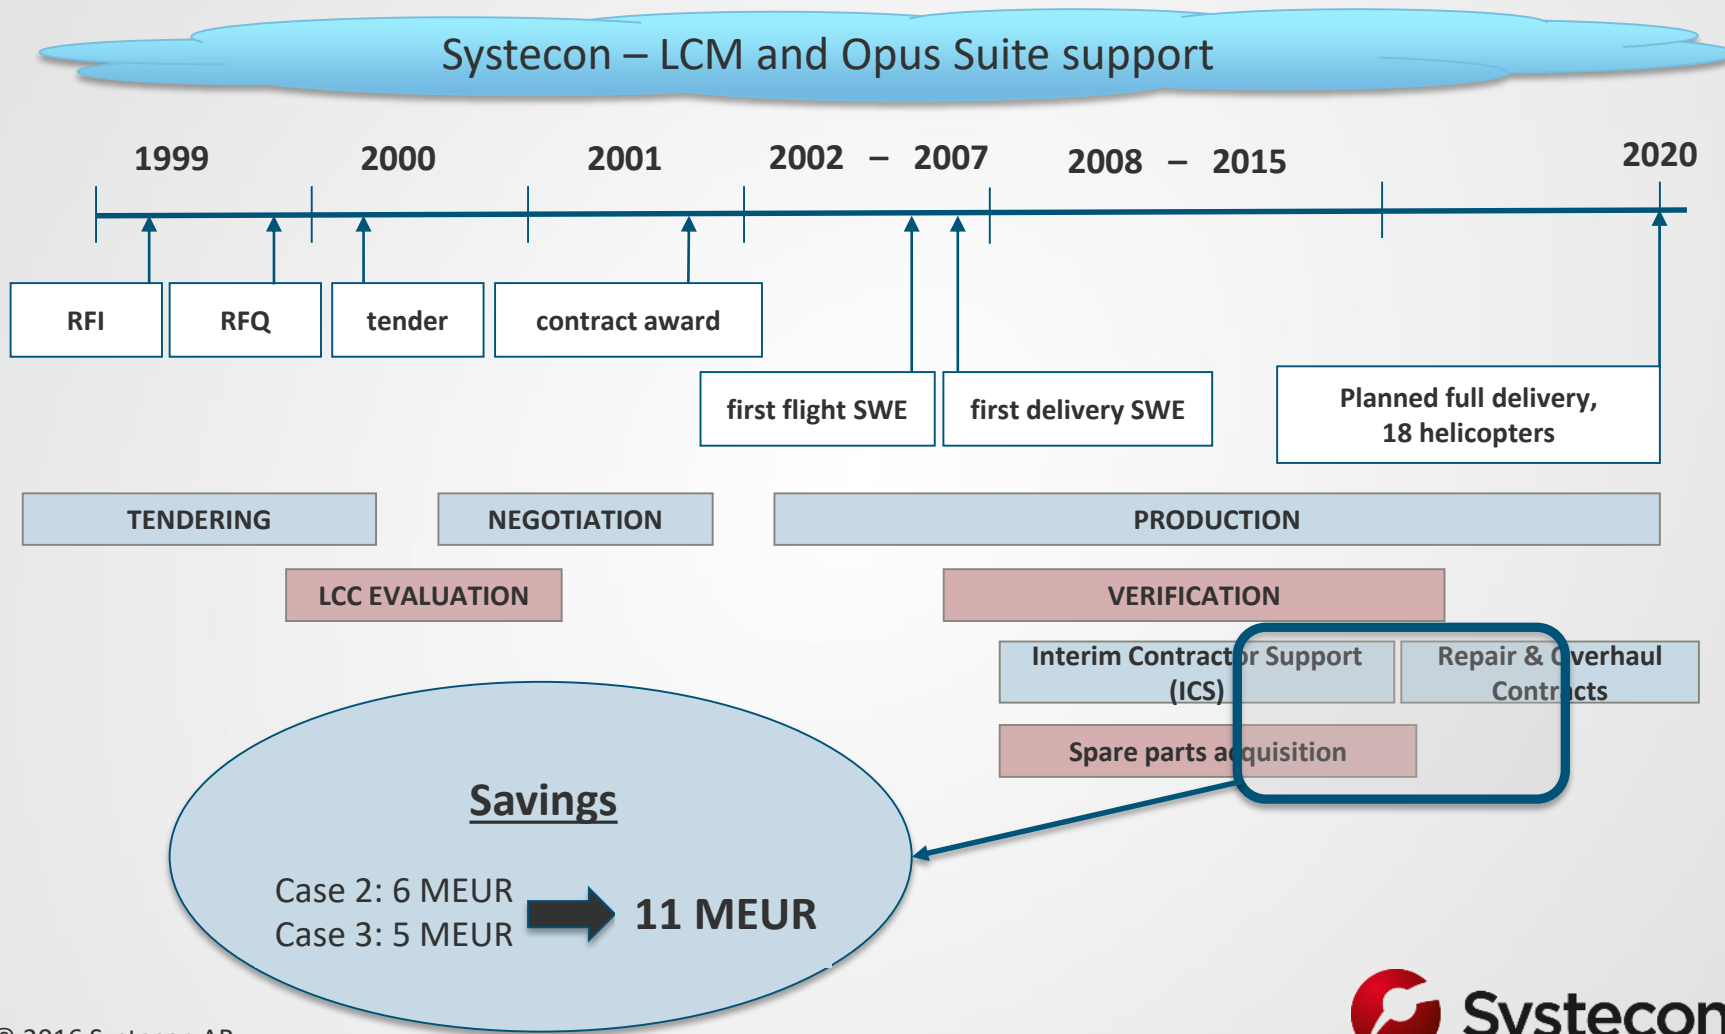 Systecon – LCM and Opus Suite support
1999
2000
2001
2002 – 2007
2008 – 2015
2020
RFI
RFQ
tender
contract award
first flight SWE
first delivery SWE
Planned full delivery,
18 helicopters
TENDERING
NEGOTIATION
PRODUCTION
LCC EVALUATION
VERIFICATION
Interim Contractor Support
(ICS)
Repair & Overhaul
Contracts
Spare parts acquisition
Savings
Case 2: 6 MEUR
Case 3: 5 MEUR
11 MEUR
Systecon
© 2016 Systecon AB